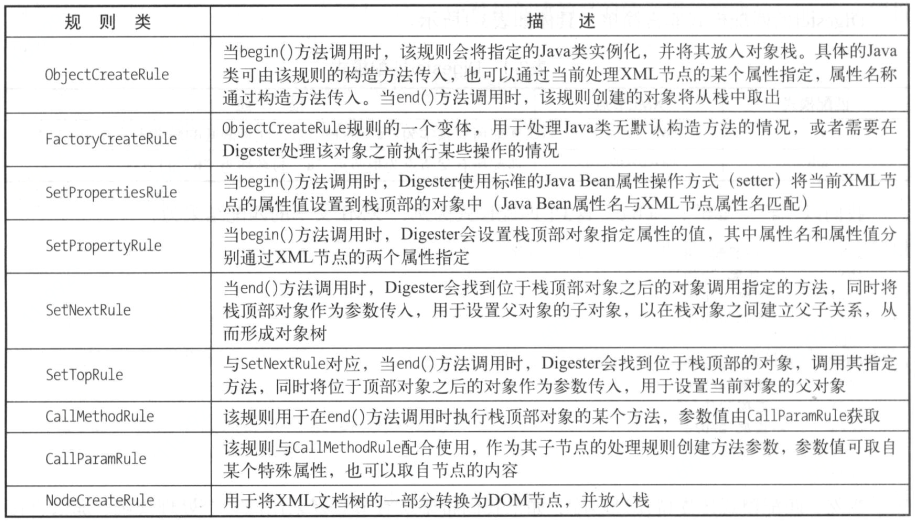 规 则 类
描 述
ObjectCreateRule
当begin()方法调用时，该规则会将指定的Java类实例化，并将其放入对象栈。具体的Java
类可由该规则的构造方法传入，也可以通过当前处理XML节点的某个属性指定，属性名称
通过构造方法传入。当end()方法调用时，该规则创建的对象将从栈中取出
FactoryCreateRule
ObjectCreateRule规则的一个变体，用于处理Java类无默认构造方法的情况，或者需要在
Digester处理该对象之前执行某些操作的情况
SetPropertiesRule
当begin()方法调用时，Digester使用标准的Java Bean属性操作方式（setter）将当前XML节
点的属性值设置到栈顶部的对象中（Java Bean属性名与XML节点属性名匹配）
SetPropertyRule
当begin()方法调用时，Digester会设置栈顶部对象指定属性的值，其中属性名和属性值分
别通过XML节点的两个属性指定
SetNextRule
当end()方法调用时，Digester会找到位于栈顶部对象之后的对象调用指定的方法，同时将
栈顶部对象作为参数传入，用于设置父对象的子对象，以在栈对象之间建立父子关系，从
而形成对象树
SetTopRule
与SetNextRule对应，当end()方法调用时，Digester会找到位于栈顶部的对象，调用其指定
方法，同时将位于顶部对象之后的对象作为参数传入，用于设置当前对象的父对象
CallMethodRule
该规则用于在end()方法调用时执行栈顶部对象的某个方法，参数值由CallParamRule获取
CallParamRule
该规则与CallMethodRule配合使用，作为其子节点的处理规则创建方法参数，参数值可取自
某个特殊属性，也可以取自节点的内容
NodeCreateRule
用于将XML文档树的一部分转换为DOM节点，并放入栈